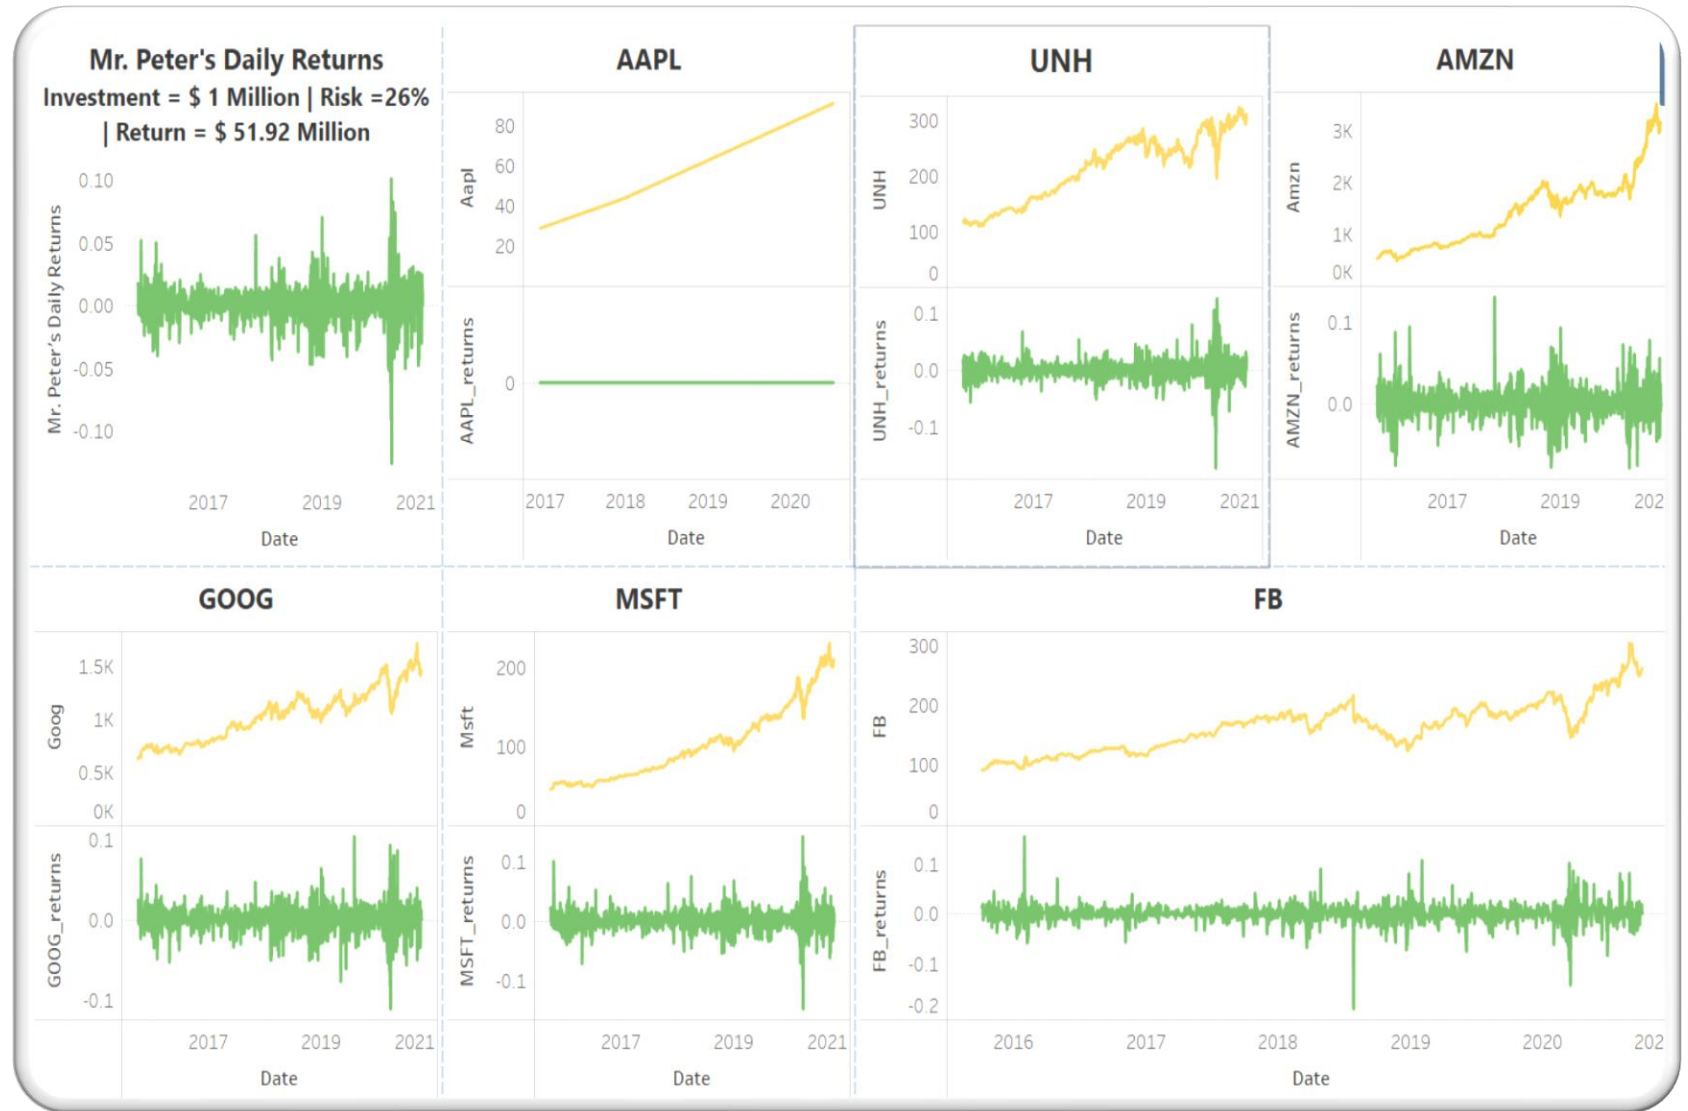 Mr. Peter's Daily Returns
Investment = $ 1 Million | Risk =26%
| Return = $ 51.92 Million
Mr. Peter's Daily Returns
0.10
0.05
0.00
-0.05
-0.10
2017 2019 2021
Date
AAPL
Aapl
80
60
40
20
AAPL_returns
0
2017 2018 2019 2020
Date
UNH
UNH
300
200
100
0
UNH_returns
0.1
0.0
-0.1
2017 2019 2021
Date
AMZN
Amzn
3K
2K
1K
0K
AMZN_returns
0.1
0.0
2017 2019 202
Date
GOOG
Goog
1.5K
1K
0.5K
0K
GOOG_returns
0.1
0.0
-0.1
2017 2019 2021
Date
MSFT
Msft
200
100
0
MSFT_returns
0.1
0.0
-0.1
2017 2019 2021
Date
FB
FB
300
200
100
0
FB_returns
0.1
0.0
-0.1
-0.2
2016 2017 2018 2019 2020 202
Date